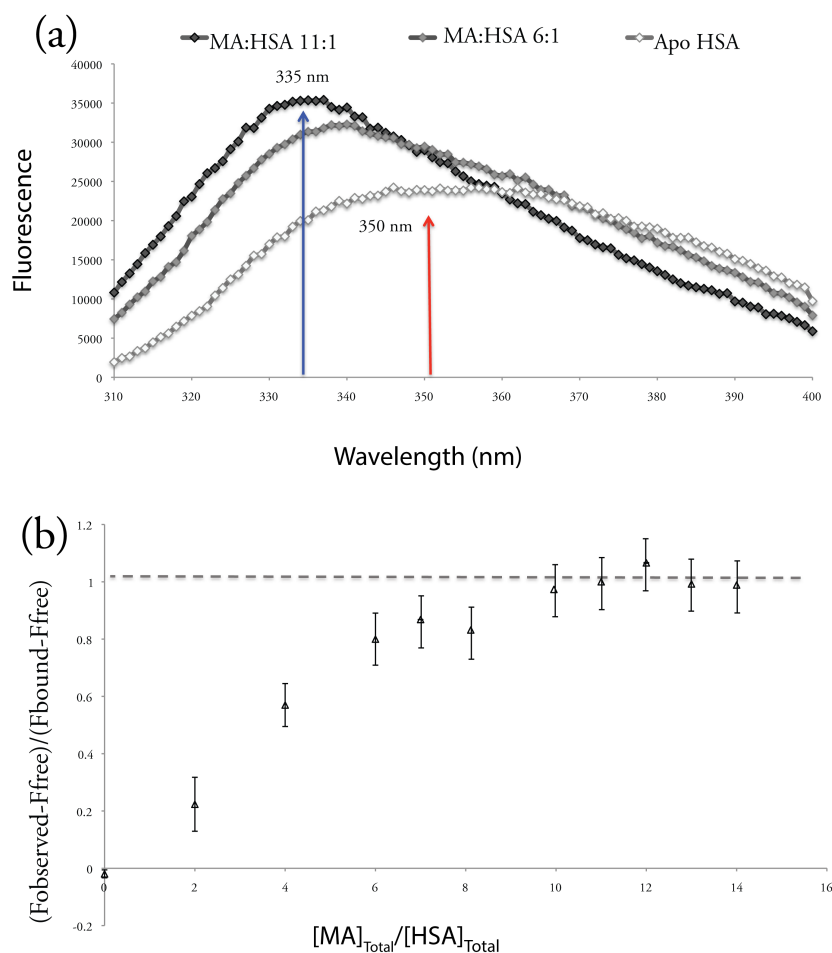 (a)
MA:HSA 11:1 MA:HSA 6:1 Apo HSA
40000
35000
30000
25000
20000
15000
10000
5000
0
Fluorescence
335 nm
350 nm
310 320 330 340 350 360 370 380 390 400
Wavelength (nm)
(b)
1.2
1
0.8
0.6
0.4
0.2
0
-0.2
(Fobserved-Ffree)/(Fbound-Ffree)
0 2 4 6 8 10 12 14 16
[MA]Total/[HSA]Total